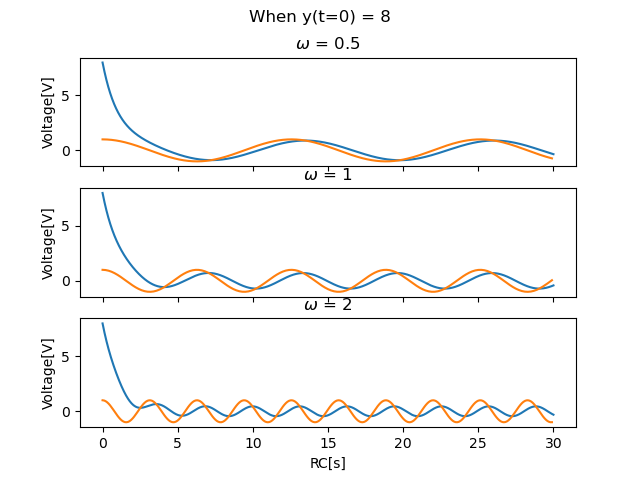 When y(t=0) = 8
ω = 0.5
Voltage[V]
5
0
ω = 1
Voltage[V]
5
0
ω = 2
Voltage[V]
5
0
0 5 10 15 20 25 30
RC[s]